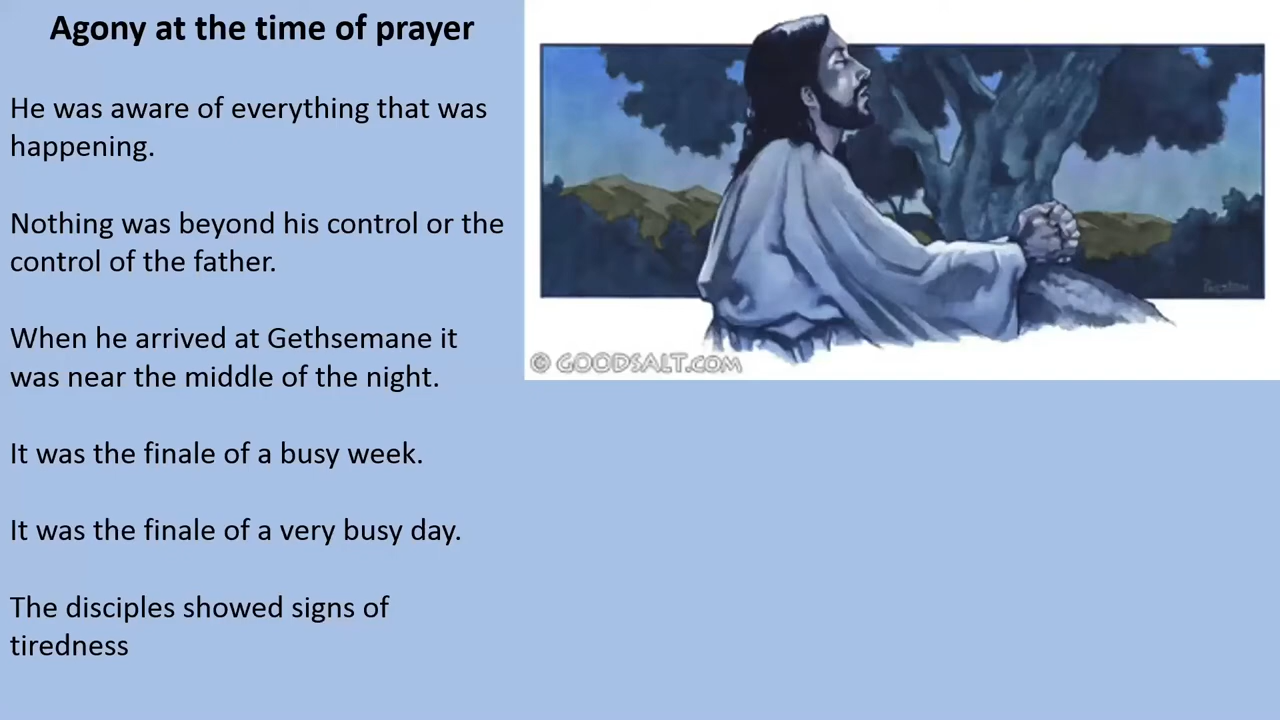 Agony at the time of prayer
He was aware of everything that was
happening.
Nothing was beyond his control or the
control of the father.
When he arrived at Gethsemane it
was near the middle of the night.
It was the finale of a busy week.
It was the finale of a very busy day.
The disciples showed signs of
tiredness
© GOODSALT.COM